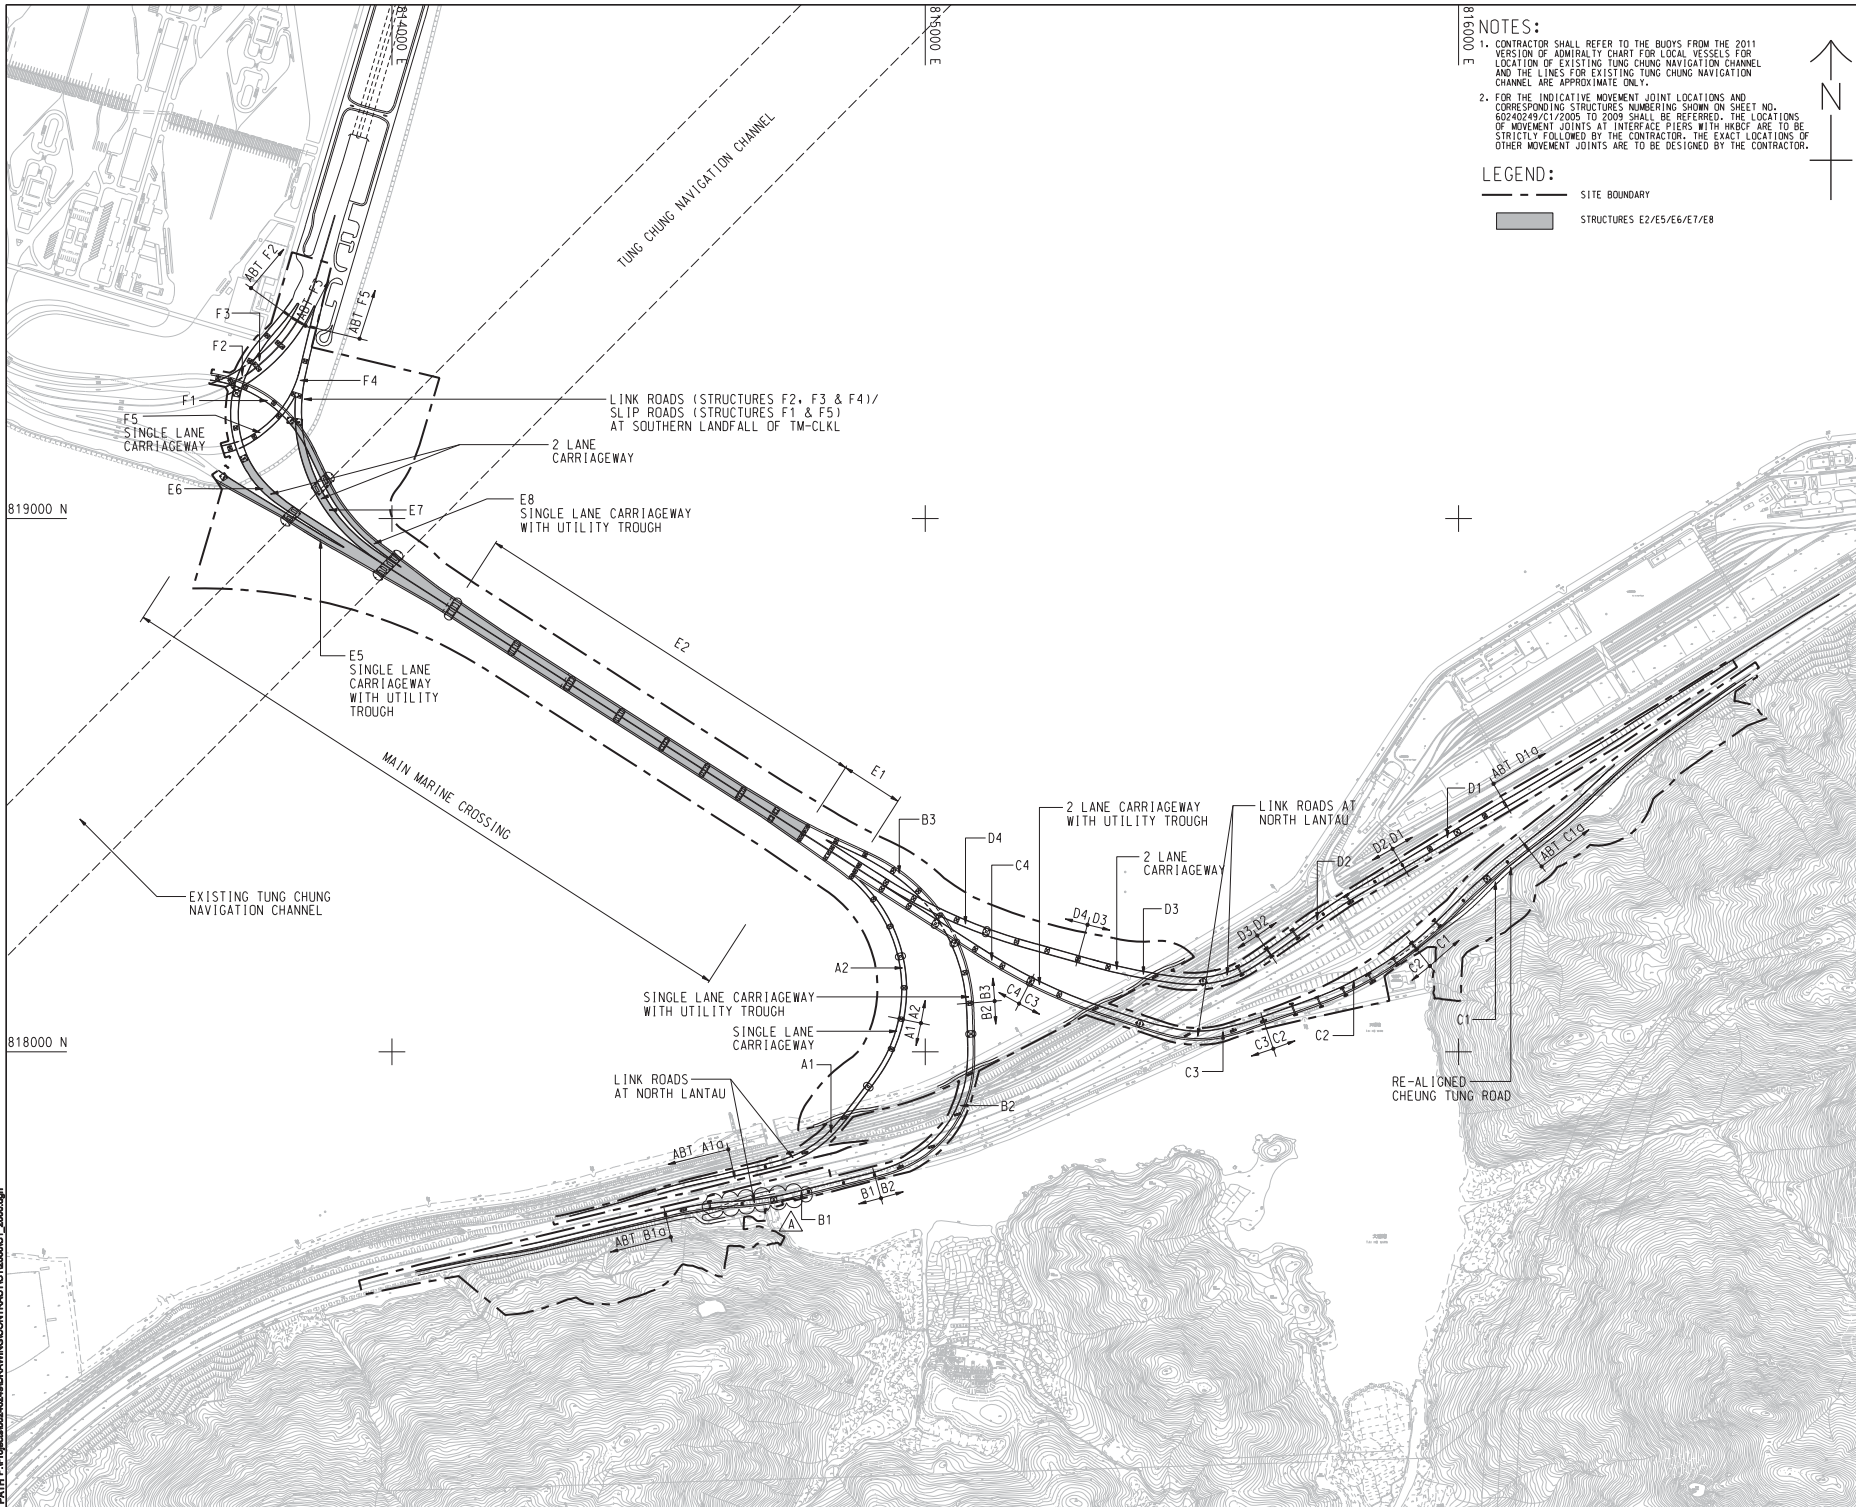 814000 E
815000 E
816000 E
NOTES:
1. CONTRACTOR SHALL REFER TO THE BUOYS FROM THE 2011
VERSION OF ADMIRALTY CHART FOR LOCAL VESSELS FOR
LOCATION OF EXISTING TUNG CHUNG NAVIGATION CHANNEL
AND THE LINES FOR EXISTING TUNG CHUNG NAVIGATION
CHANNEL ARE APPROXIMATE ONLY.
2. FOR THE INDICATIVE MOVEMENT JOINT LOCATIONS AND
CORRESPONDING STRUCTURES NUMBERING SHOWN ON SHEET NO.
60240249/C1/2005 TO 2009 SHALL BE REFERRED. THE LOCATIONS
OF MOVEMENT JOINTS AT INTERFACE PIERS WITH HKBCF ARE TO BE
STRICTLY FOLLOWED BY THE CONTRACTOR. THE EXACT LOCATIONS OF
OTHER MOVEMENT JOINTS ARE TO BE DESIGNED BY THE CONTRACTOR.
N
LEGEND:
SITE BOUNDARY
STRUCTURES E2/E5/E6/E7/E8
TUNG CHUNG NAVIGATION CHANNEL
ABT F2
ABT F3
ABT F5
F3
F2
F4
F1
LINK ROADS (STRUCTURES F2, F3 & F4)/
SLIP ROADS (STRUCTURES F1 & F5)
AT SOUTHERN LANDFALL OF TM-CLKL
F5
SINGLE LANE
CARRIAGEWAY
2 LANE
CARRIAGEWAY
E6
E7
E8
SINGLE LANE CARRIAGEWAY
WITH UTILITY TROUGH
819000 N
E2
E5
SINGLE LANE
CARRIAGEWAY
WITH UTILITY
TROUGH
MAIN MARINE CROSSING
E1
B3
D4
C4
2 LANE CARRIAGEWAY
WITH UTILITY TROUGH
2 LANE
CARRIAGEWAY
LINK ROADS AT
NORTH LANTAU
D1
ABT D1a
D2 D1
D2
ABT C1a
D3
D4 D3
D3 D2
EXISTING TUNG CHUNG
NAVIGATION CHANNEL
A2
SINGLE LANE CARRIAGEWAY
WITH UTILITY TROUGH
SINGLE LANE
CARRIAGEWAY
A1 A2
B2 B3
C4 C3
C2 C1
C1
C2
C3 C2
C3
818000 N
A1
LINK ROADS
AT NORTH LANTAU
B2
RE-ALIGNED
CHEUNG TUNG ROAD
ABT A1a
B1 B2
B1
A
ABT B1a